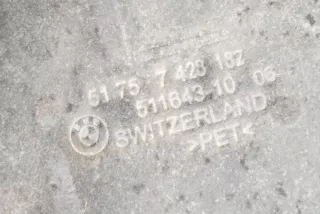 51 75 7 428 182
511643 10 06
SWITZERLAND
>PET<